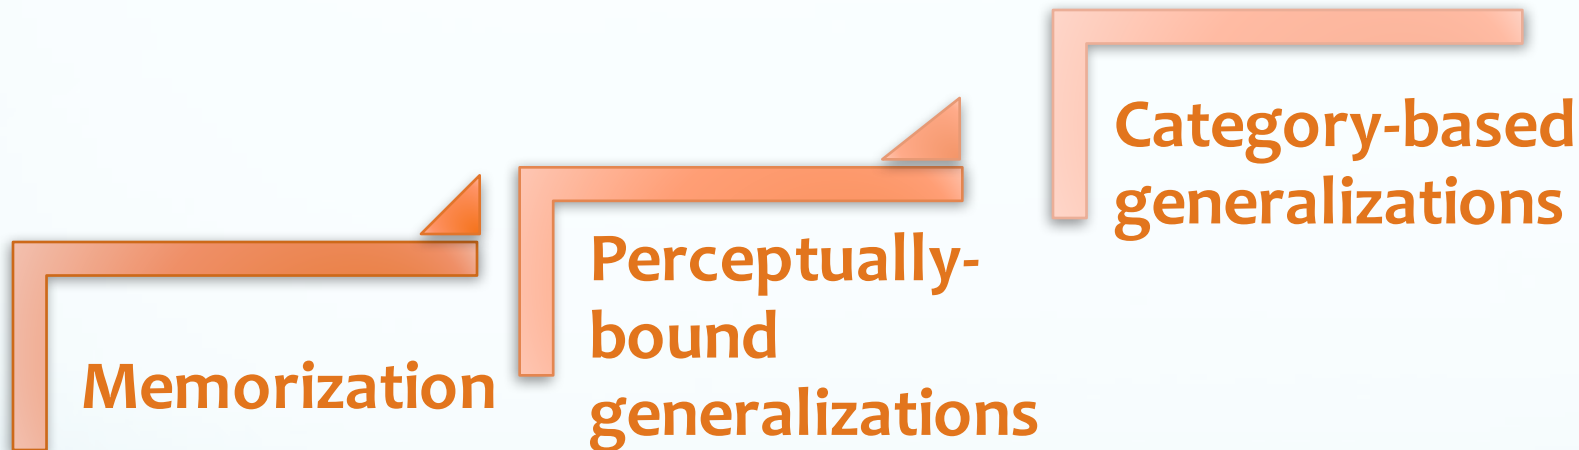 Memorization
Perceptually-
bound
generalizations
Category-based
generalizations